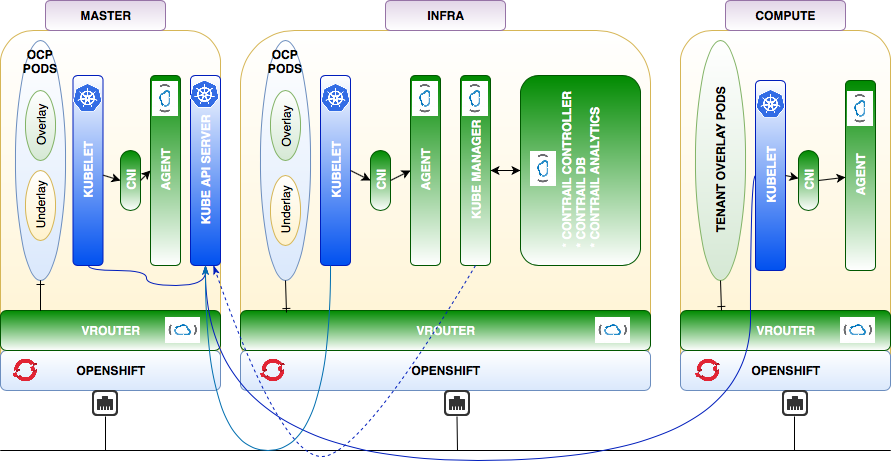 MASTER
INFRA
COMPUTE
OCP
PODS
Overlay
Underlay
KUBELET
CNI
AGENT
KUBE API SERVER
OCP
PODS
Overlay
Underlay
KUBELET
CNI
AGENT
KUBE MANAGER
* CONTRAIL CONTROLLER
* CONTRAIL DB
* CONTRAIL ANALYTICS
TENANT OVERLAY PODS
KUBELET
CNI
AGENT
VROUTER
VROUTER
VROUTER
OPENSHIFT
OPENSHIFT
OPENSHIFT